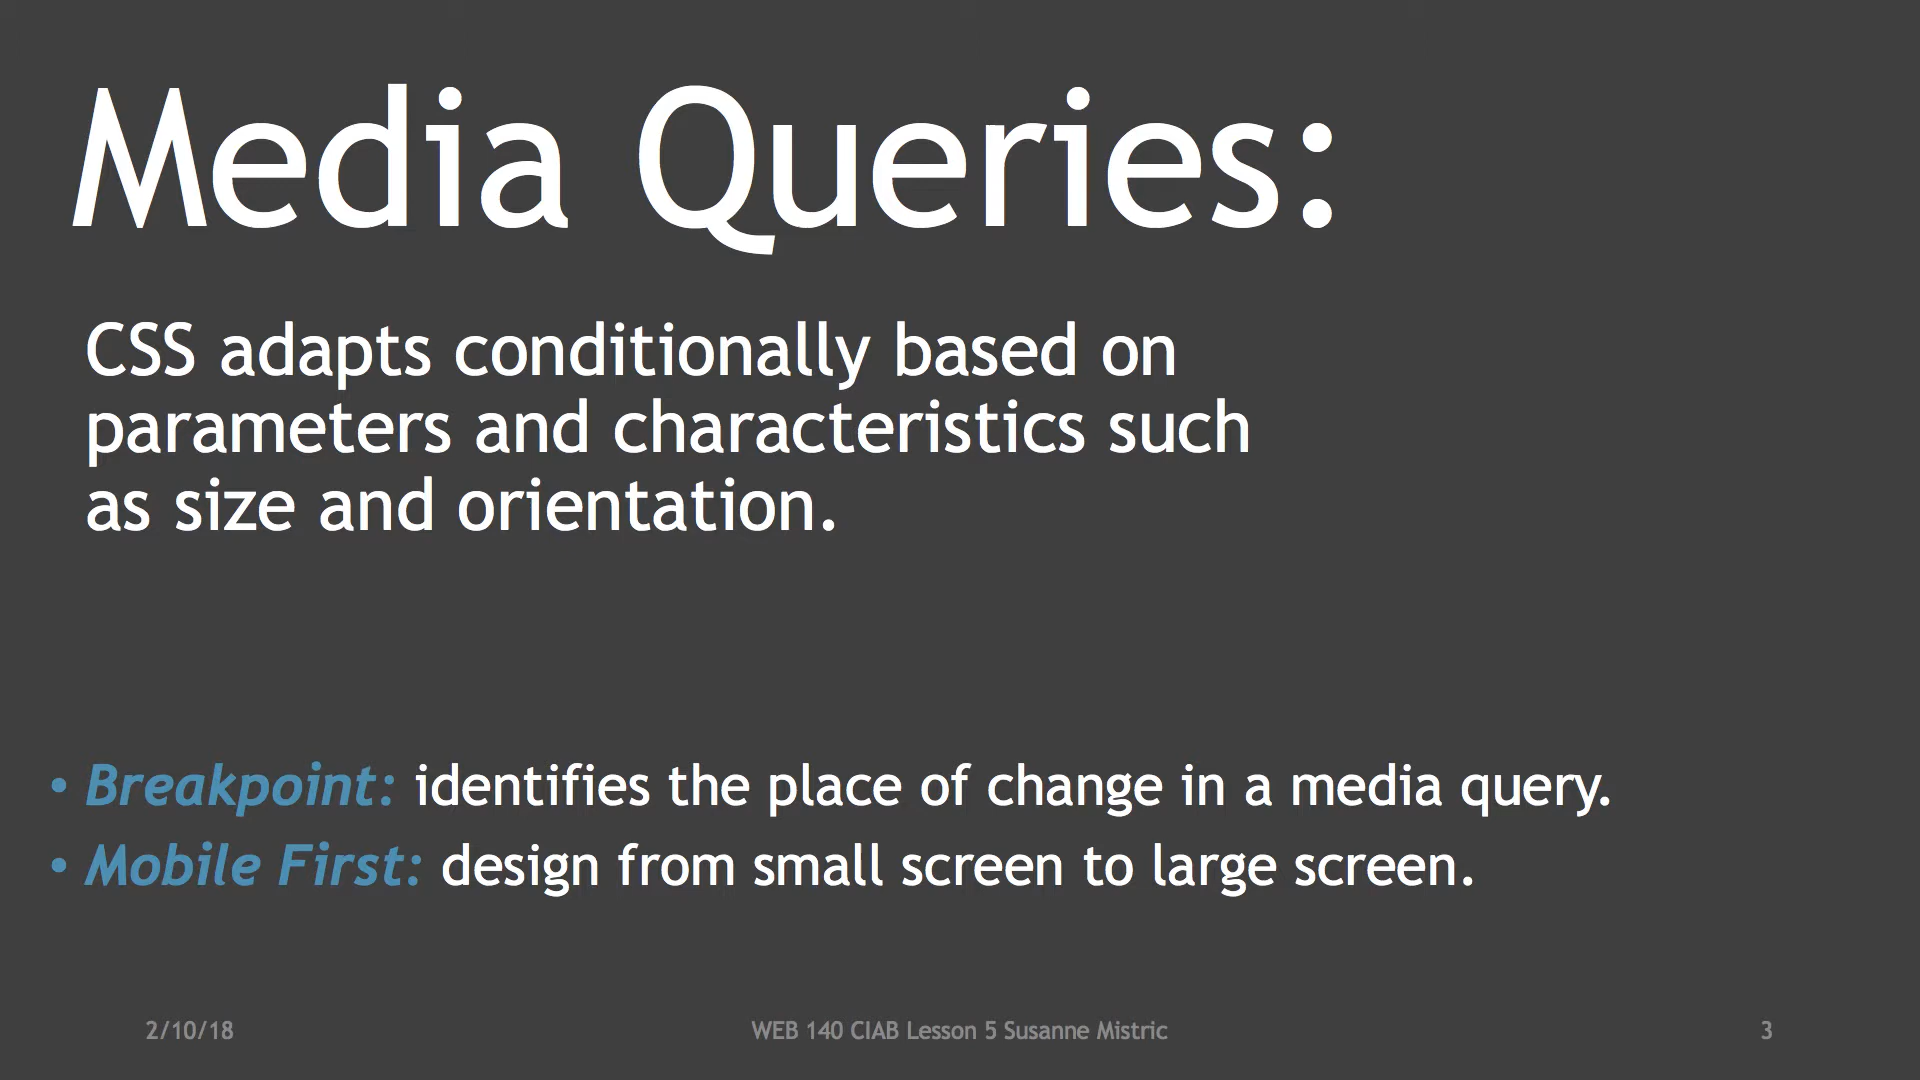 Media Queries:
CSS adapts conditionally based on
parameters and characteristics such
as size and orientation.
• Breakpoint: identifies the place of change in a media query.
• Mobile First: design from small screen to large screen.
2/10/18
WEB 140 CIAB Lesson 5 Susanne Mistric
3